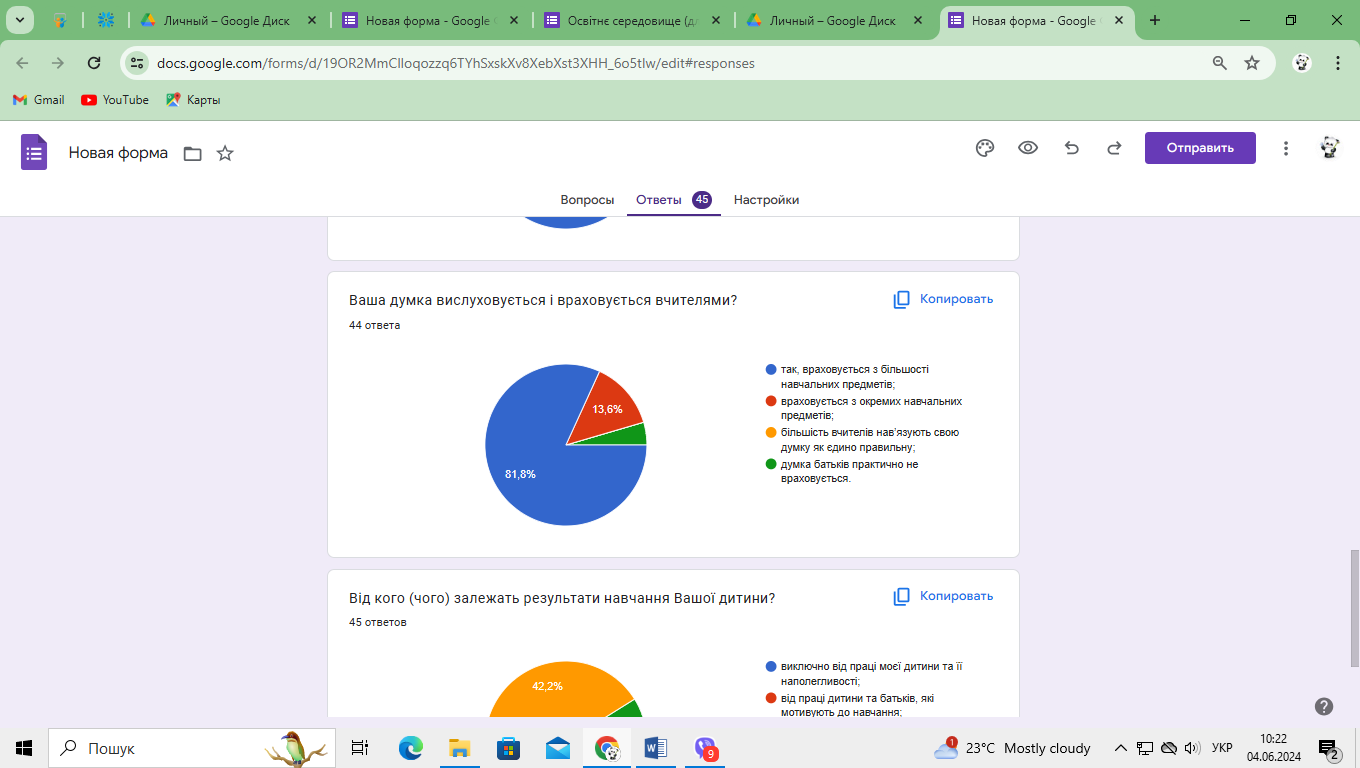 Личный – Google Диск
Новая форма - Google
Освітнє середовище (д
Личный – Google Диск
Новая форма - Google
docs.google.com/forms/d/19OR2MmClloqozzq6TYhSxskXv8XebXst3XHH_6o5tlw/edit#responses
Gmail
YouTube
Карты
Новая форма
Отправить
Вопросы
Ответы 45
Настройки
Ваша думка вислуховується і враховується вчителями?
Копировать
44 ответа
13,6%
81,8%
так, враховується з більшості
навчальних предметів;
враховується з окремих навчальних
предметів;
більшість вчителів нав'язують свою
думку як єдино правильну;
думка батьків практично не
враховується.
Від кого (чого) залежать результати навчання Вашої дитини?
Копировать
45 ответов
42,2%
виключно від праці моєї дитини та її
наполегливості;
від праці дитини та батьків, які
мотивують до навчання;
Пошук
9
1
23°C Mostly cloudy
УКР
10:22
04.06.2024
2